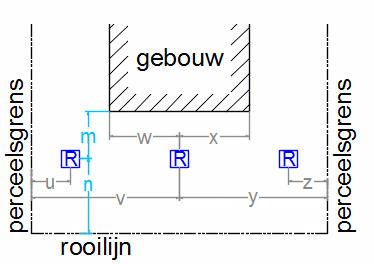 gebouw
perceelsgrens
perceelsgrens
m
w
x
R
R
R
u
n
z
v
y
rooilijn